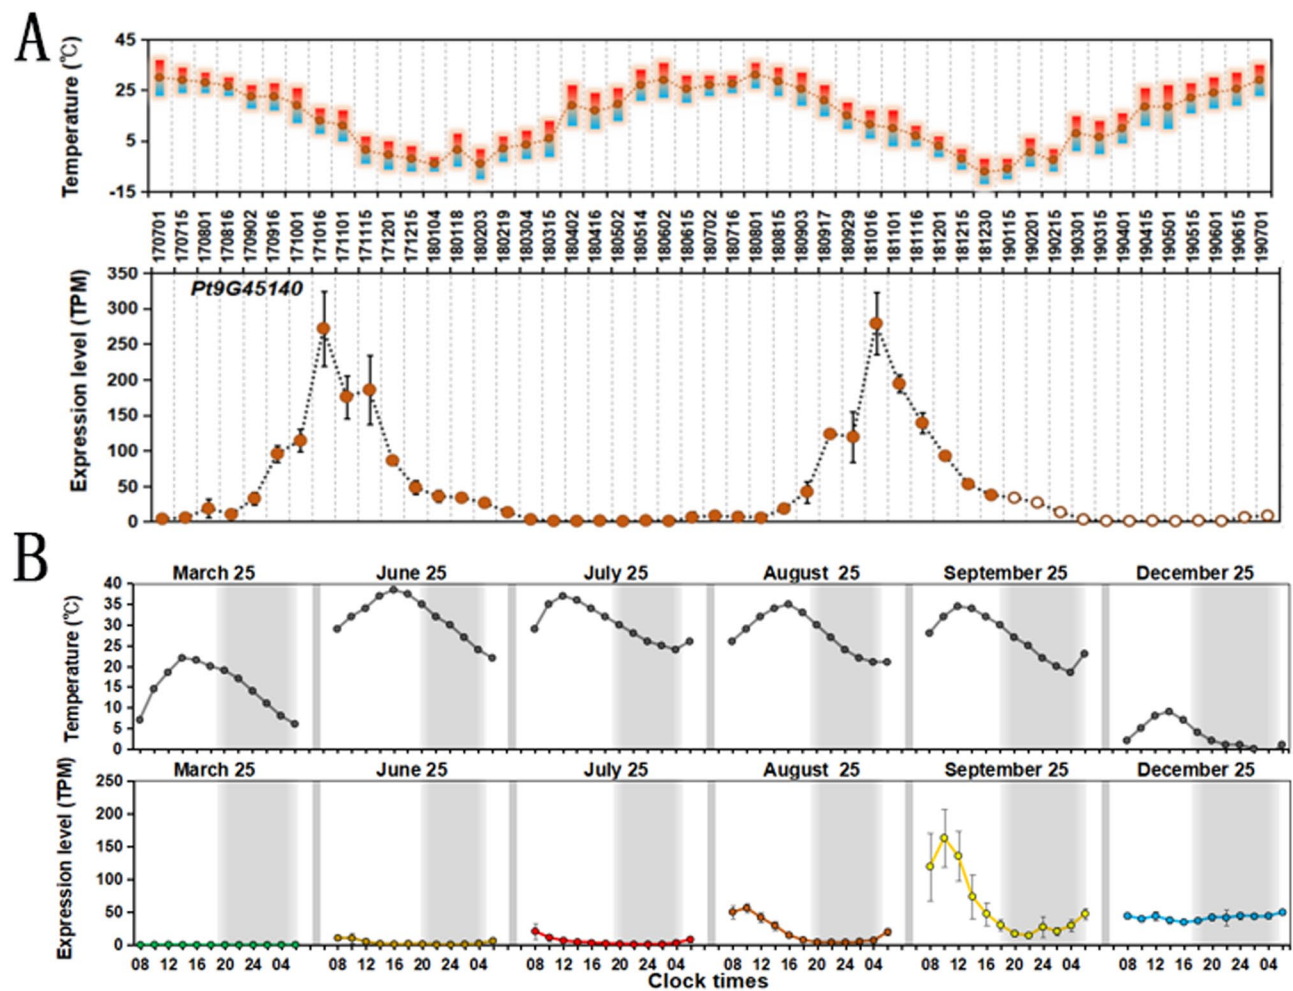 A
Temperature (℃)
45
25
5
-15
170701 170715 170801 170816 170902 170916 171001 171016 171101 171115 171201 171215 180104 180118 180203 180219 180304 180315 180402 180416 180502 180514 180602 180615 180702 180716 180801 180815 180903 180917 180929 181016 181101 181116 181201 181215 181230 190115 190201 190215 190301 190315 190401 190415 190501 190515 190601 190615 190701
Expression level (TPM)
Pt9G45140
350
300
250
200
150
100
50
0
B
March 25 June 25 July 25 August 25 September 25 December 25
Temperature (℃)
40
35
30
25
20
15
10
5
0
March 25 June 25 July 25 August 25 September 25 December 25
Expression level (TPM)
250
200
150
100
50
0
08 12 16 20 24 04 08 12 16 20 24 04 08 12 16 20 24 04 08 12 16 20 24 04 08 12 16 20 24 04 08 12 16 20 24 04
Clock times